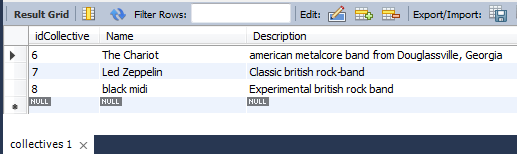 Result Grid Filter Rows: Edit: Export/Import:
idCollective Name Description
6 The Chariot american metalcore band from Douglassville, Georgia
7 Led Zeppelin Classic british rock-band
8 black midi Experimental british rock band
NULL NULL NULL
collectives 1